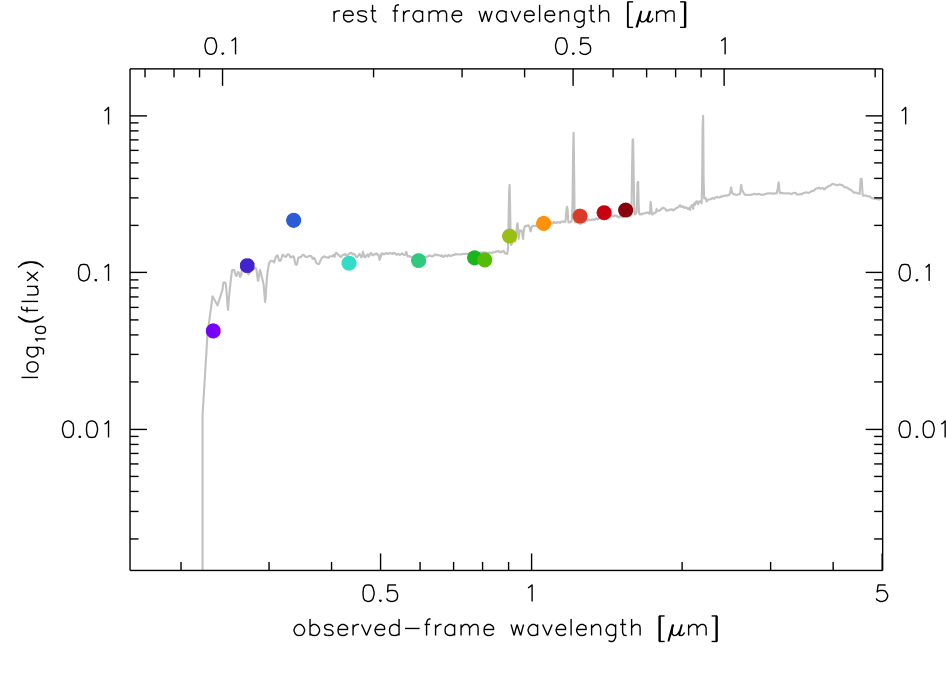 rest frame wavelength [μm]
0.1 0.5 1
1 1
0.1 0.1
log₁₀(flux)
0.01 0.01
0.5 1 5
observed-frame wavelength [μm]